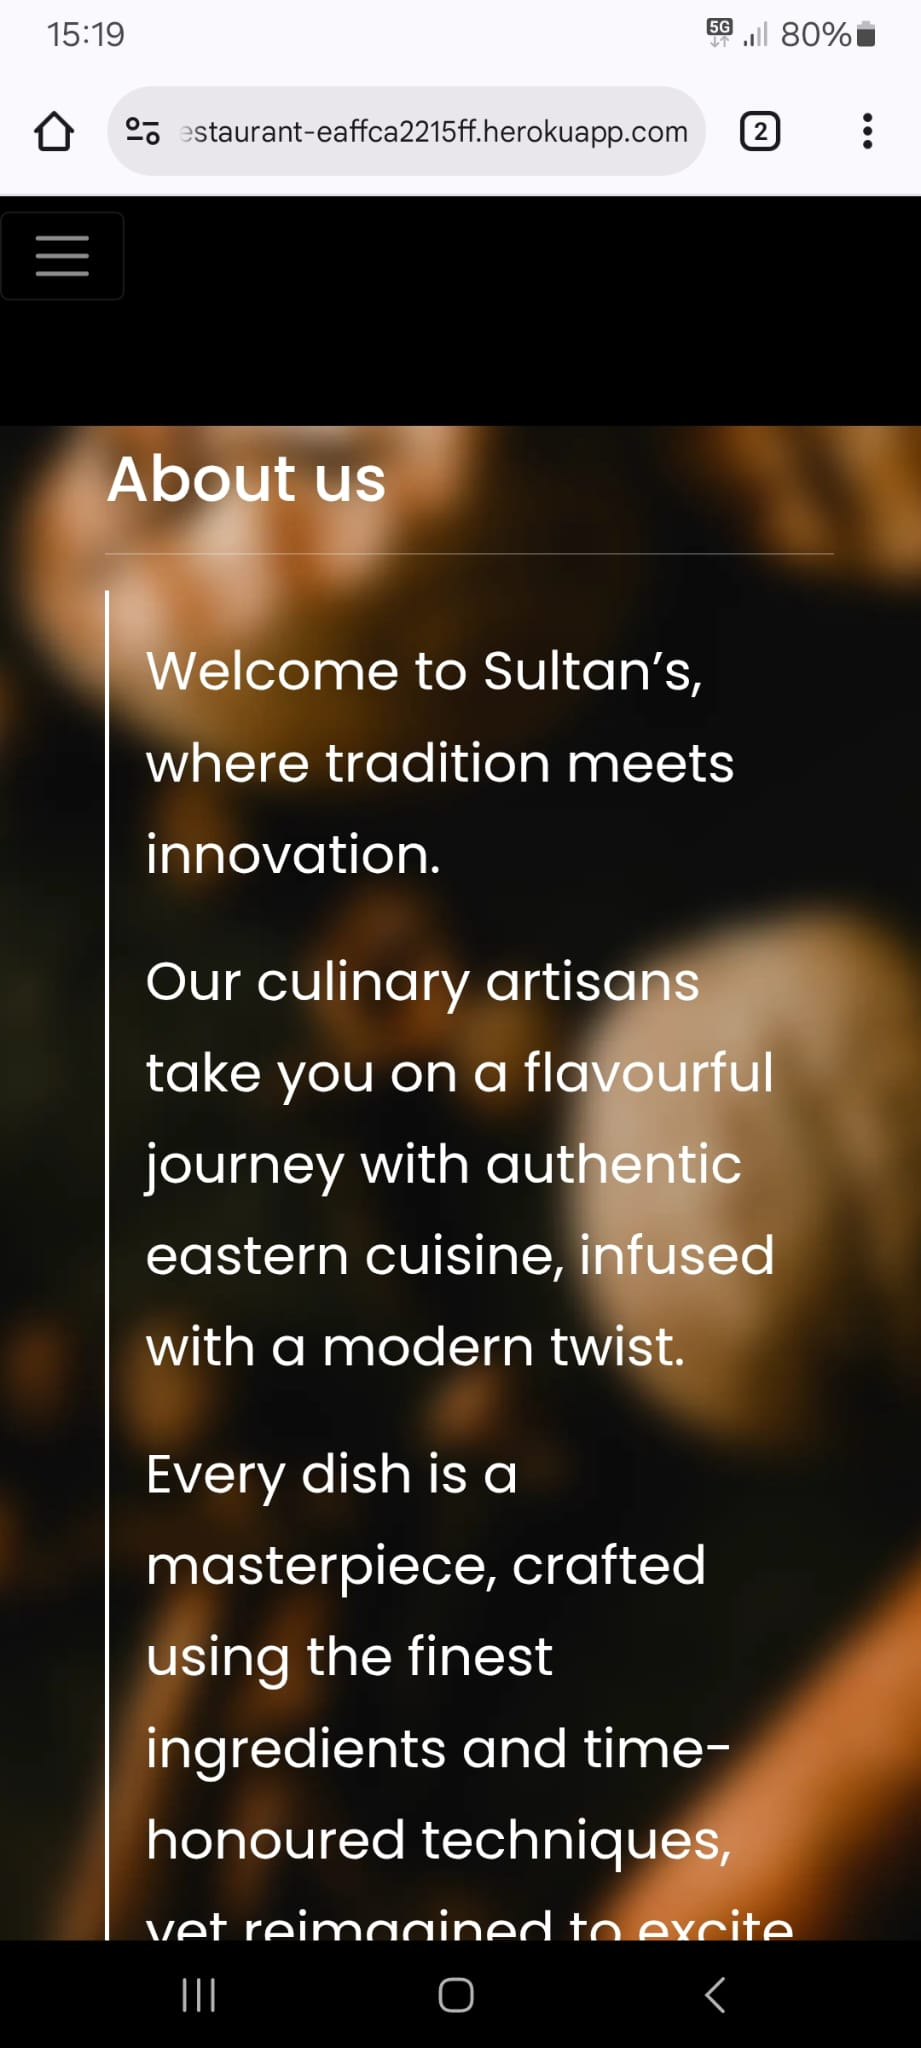 15:19
5G
80%
estaurant-eaffca2215ff.herokuapp.com
2
About us
Welcome to Sultan’s,
where tradition meets
innovation.
Our culinary artisans
take you on a flavourful
journey with authentic
eastern cuisine, infused
with a modern twist.
Every dish is a
masterpiece, crafted
using the finest
ingredients and time-
honoured techniques,
yet reimagined to excite